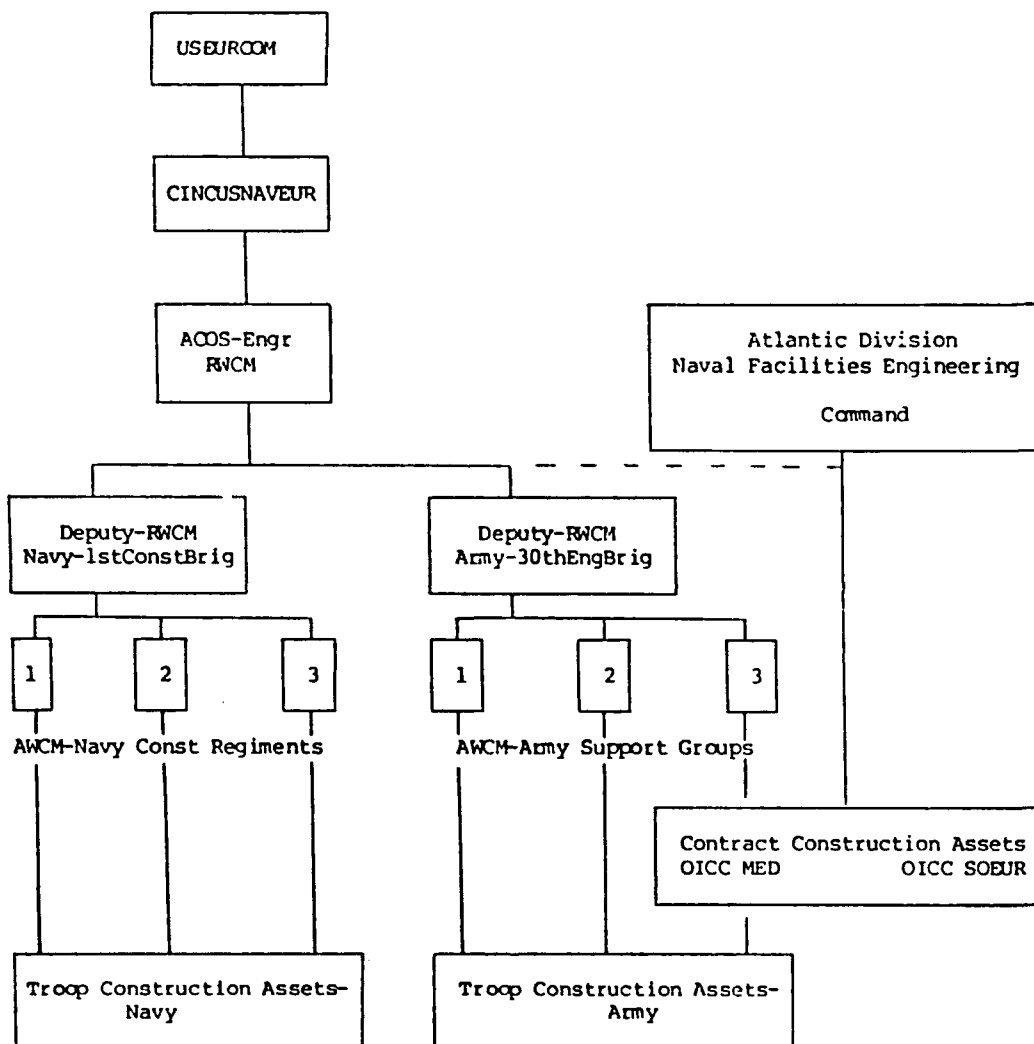 USEUROOM
CINCUSNAVEUR
ACOS-Engr
RWCM
Atlantic Division
Naval Facilities Engineering
Command
Deputy-RWCM
Navy-1stConstBrig
Deputy-RWCM
Army-30thEngBrig
1 2 3
1 2 3
AWCM-Navy Const Regiments
AWCM-Army Support Groups
Contract Construction Assets
OICC MED OICC SOEUR
Troop Construction Assets-
Navy
Troop Construction Assets-
Army